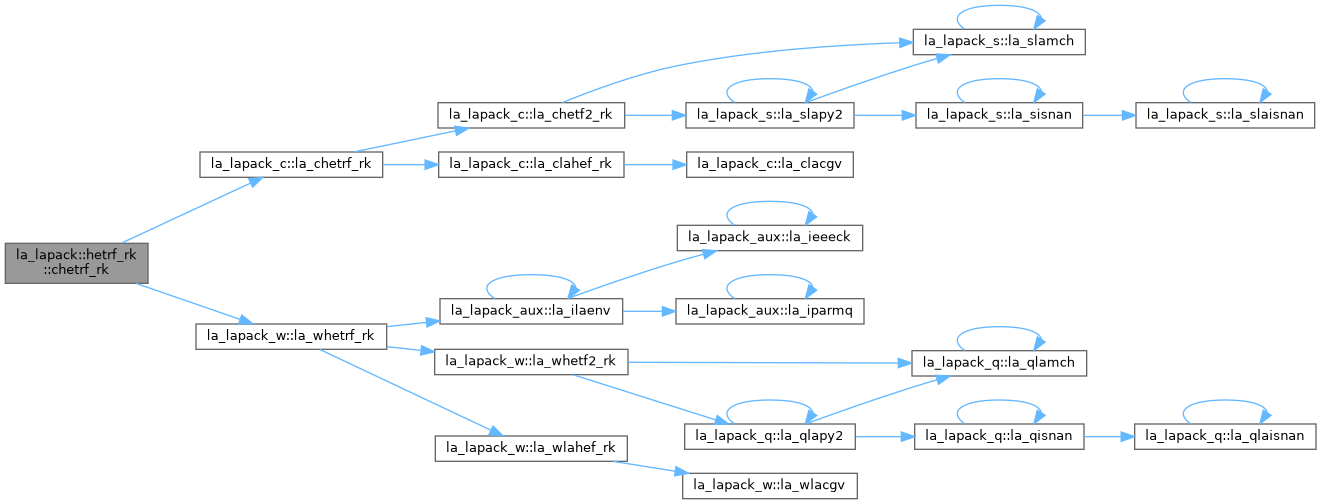 la_lapack::hetrf_rk
::chetrf_rk
la_lapack_c::la_chetrf_rk
la_lapack_c::la_chetf2_rk
la_lapack_s::la_slamch
la_lapack_s::la_slapy2
la_lapack_s::la_sisnan
la_lapack_s::la_slaisnan
la_lapack_c::la_clahef_rk
la_lapack_c::la_clacgv
la_lapack_w::la_whetrf_rk
la_lapack_aux::la_ilaenv
la_lapack_aux::la_ieeeck
la_lapack_aux::la_iparmq
la_lapack_w::la_whetf2_rk
la_lapack_q::la_qlamch
la_lapack_q::la_qlapy2
la_lapack_q::la_qisnan
la_lapack_q::la_qlaisnan
la_lapack_w::la_wlahef_rk
la_lapack_w::la_wlacgv